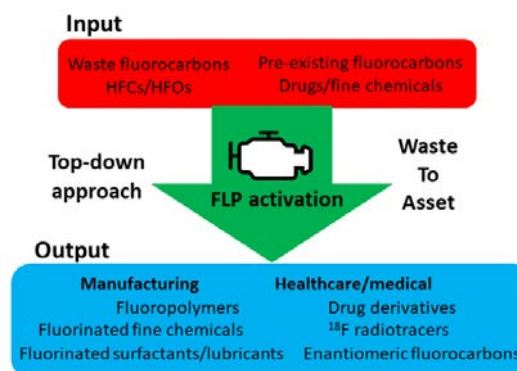 Input
Waste fluorocarbons Pre-existing fluorocarbons
HFCs/HFOs Drugs/fine chemicals
Top-down
approach
FLP activation
Waste
To
Asset
Output
Manufacturing Healthcare/medical
Fluoropolymers Drug derivatives
Fluorinated fine chemicals ¹⁸F radiotracers
Fluorinated surfactants/lubricants Enantiomeric fluorocarbons